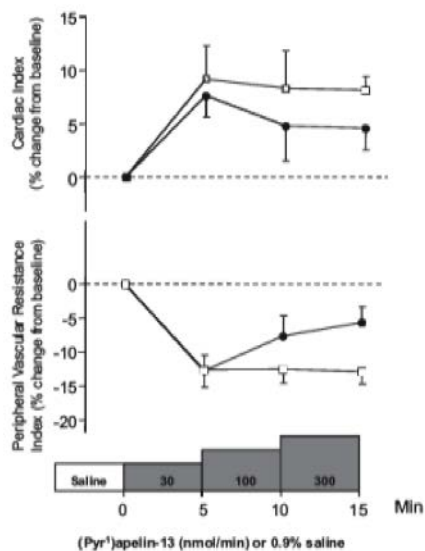 Cardiac Index
(% change from baseline)
15
10
5
0
Peripheral Vascular Resistance
Index (% change from baseline)
0
-5
-10
-15
-20
Saline 30 100 300
0 5 10 15 Min
(Pyr¹)apelin-13 (nmol/min) or 0.9% saline